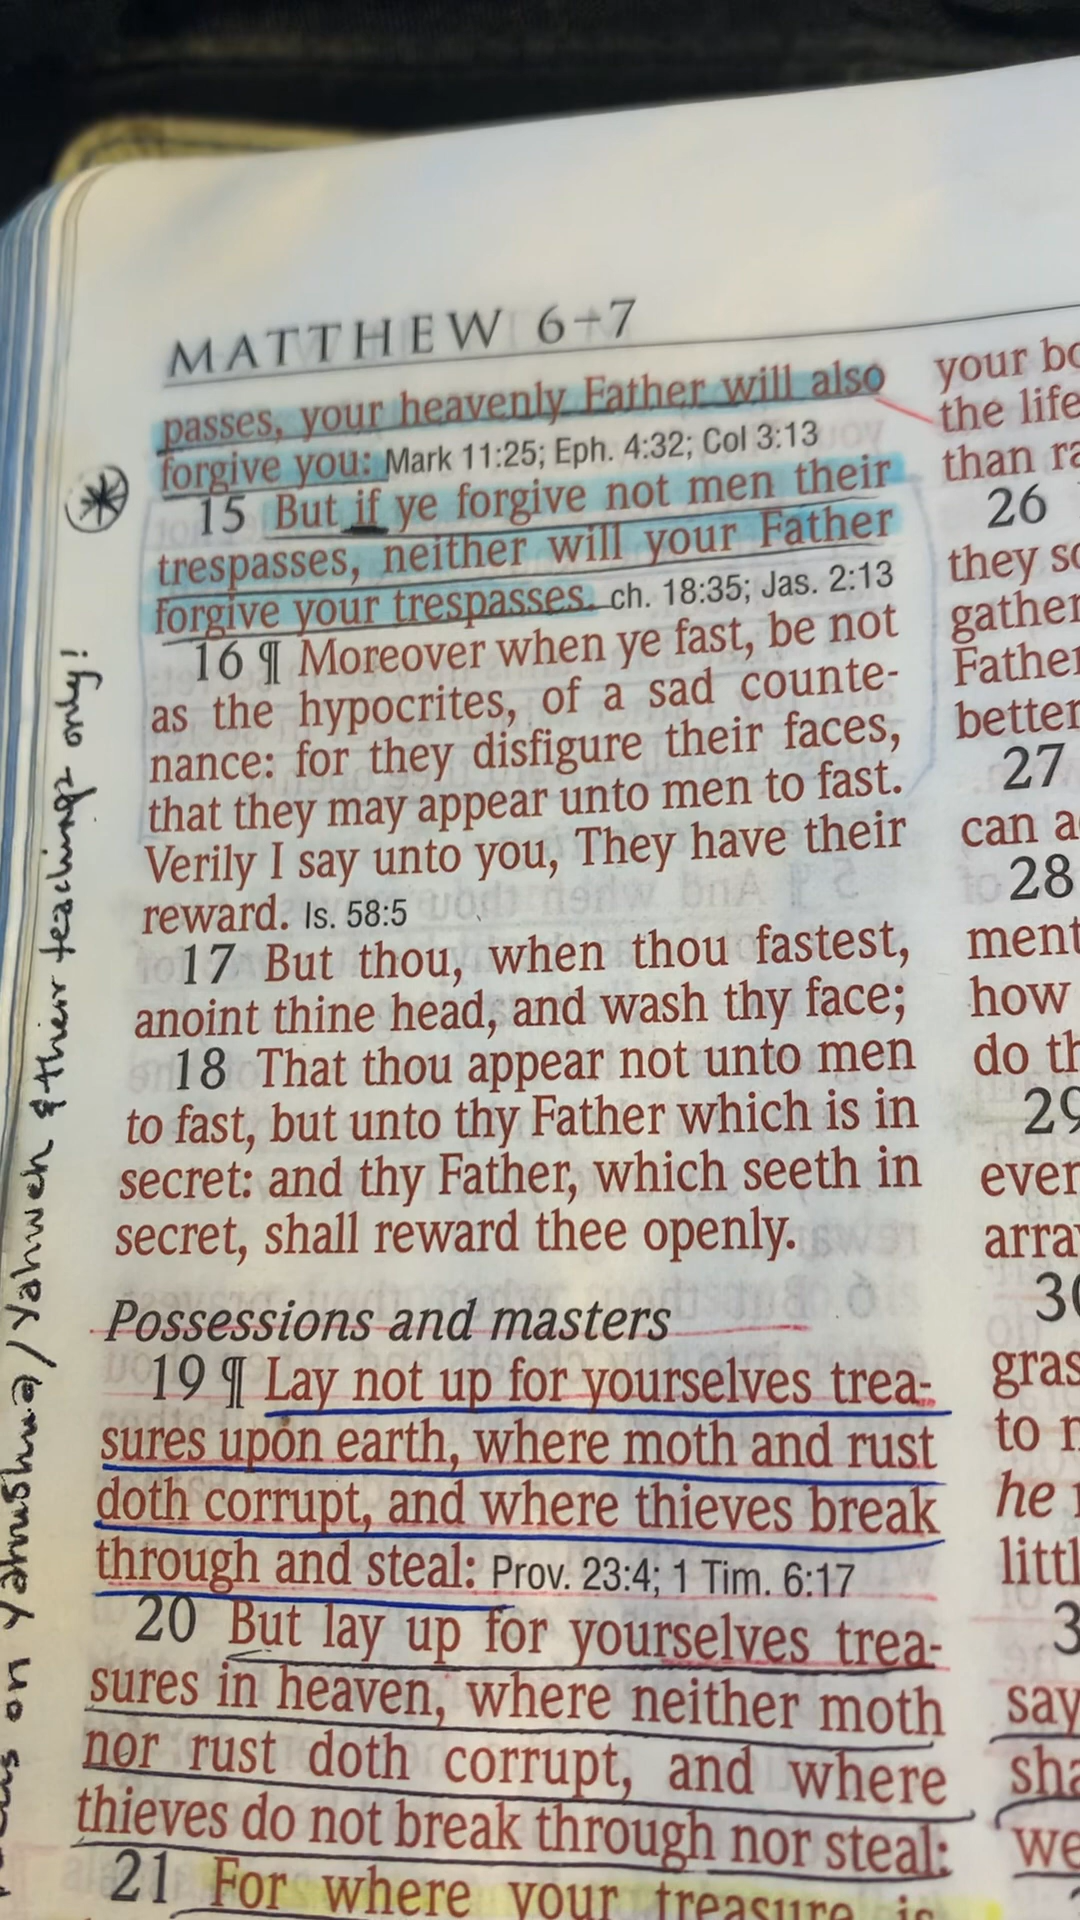 MATTHEW 6–7
passes, your heavenly Father will also
forgive you: Mark 11:25; Eph. 4:32; Col 3:13
15 But if ye forgive not men their
trespasses, neither will your Father
forgive your trespasses. ch. 18:35; Jas. 2:13
16 ¶ Moreover when ye fast, be not
as the hypocrites, of a sad counte-
nance: for they disfigure their faces,
that they may appear unto men to fast.
Verily I say unto you, They have their
reward. Is. 58:5
17 But thou, when thou fastest,
anoint thine head, and wash thy face;
18 That thou appear not unto men
to fast, but unto thy Father which is in
secret: and thy Father, which seeth in
secret, shall reward thee openly.
Possessions and masters
19 ¶ Lay not up for yourselves trea-
sures upon earth, where moth and rust
doth corrupt, and where thieves break
through and steal: Prov. 23:4; 1 Tim. 6:17
20 But lay up for yourselves trea-
sures in heaven, where neither moth
nor rust doth corrupt, and where
thieves do not break through nor steal:
21 For where your treasure is
your
the life
than
26
they
gather
Father
better
27
can
28
ment
how
do
29
ever
30
to
he
say
we
on Yahushua/Yahweh & thier teachings only!